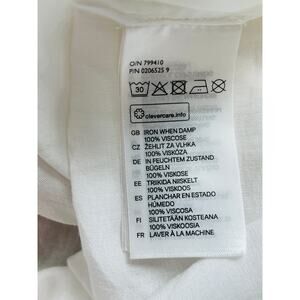 O/N 799410
P/N 0206525 9
30
clevercare.info
GB IRON WHEN DAMP
100% VISCOSE
CZ ŽEHLIT ZA VLHKA
100% VISKÓZA
DE IN FEUCHTEM ZUSTAND
BÜGELN
100% VISKOSE
EE TRIIKIDA NIISKELT
100% VISKOOS
ES PLANCHAR EN ESTADO
HÚMEDO
100% VISCOSA
FI SILITETÄÄN KOSTEANA
100% VISKOOSI
FR LAVER À LA MACHINE